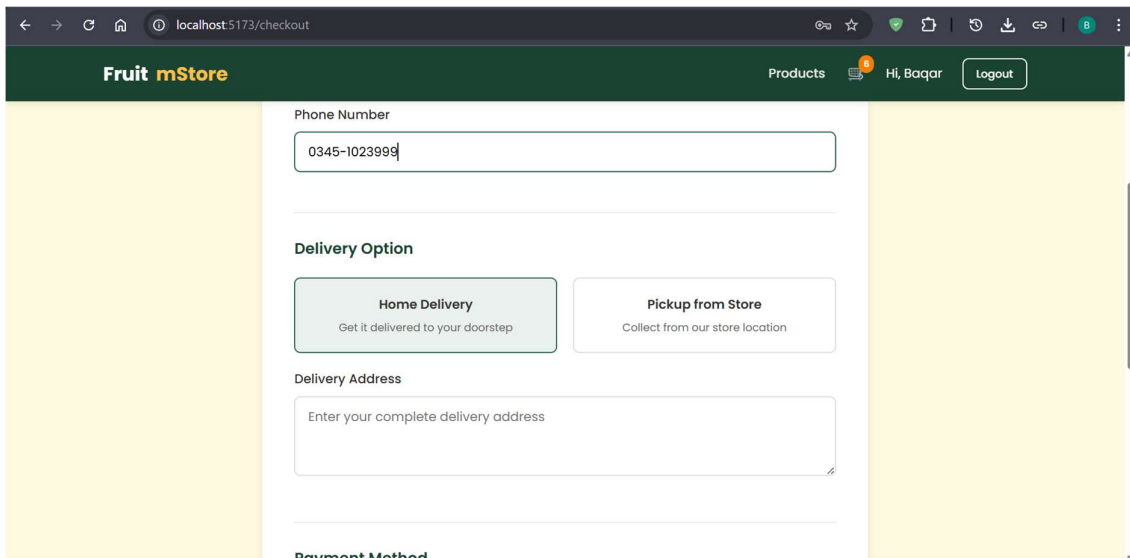 localhost:5173/checkout
B
Fruit mStore
Products 6 Hi, Baqar Logout
Phone Number
0345-1023999
Delivery Option
Home Delivery
Get it delivered to your doorstep
Pickup from Store
Collect from our store location
Delivery Address
Enter your complete delivery address
Payment Method